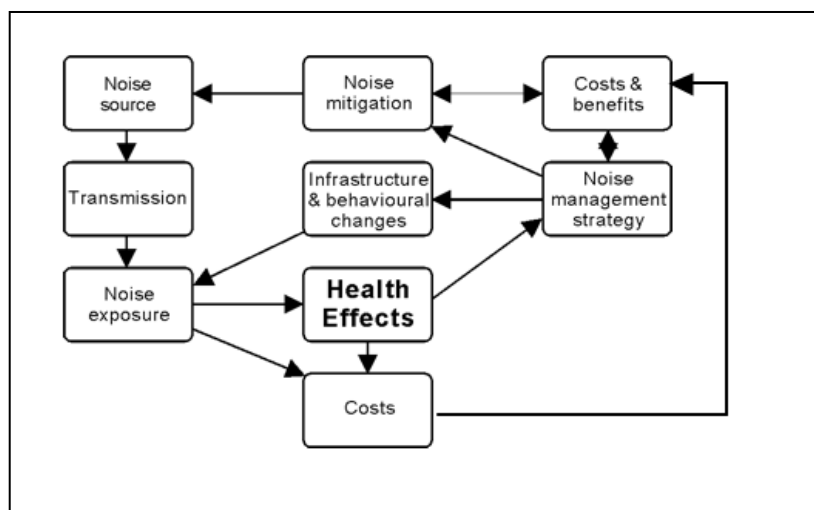 Noise
source
Noise
mitigation
Costs &
benefits
Transmission
Infrastructure
& behavioural
changes
Noise
management
strategy
Noise
exposure
Health
Effects
Costs